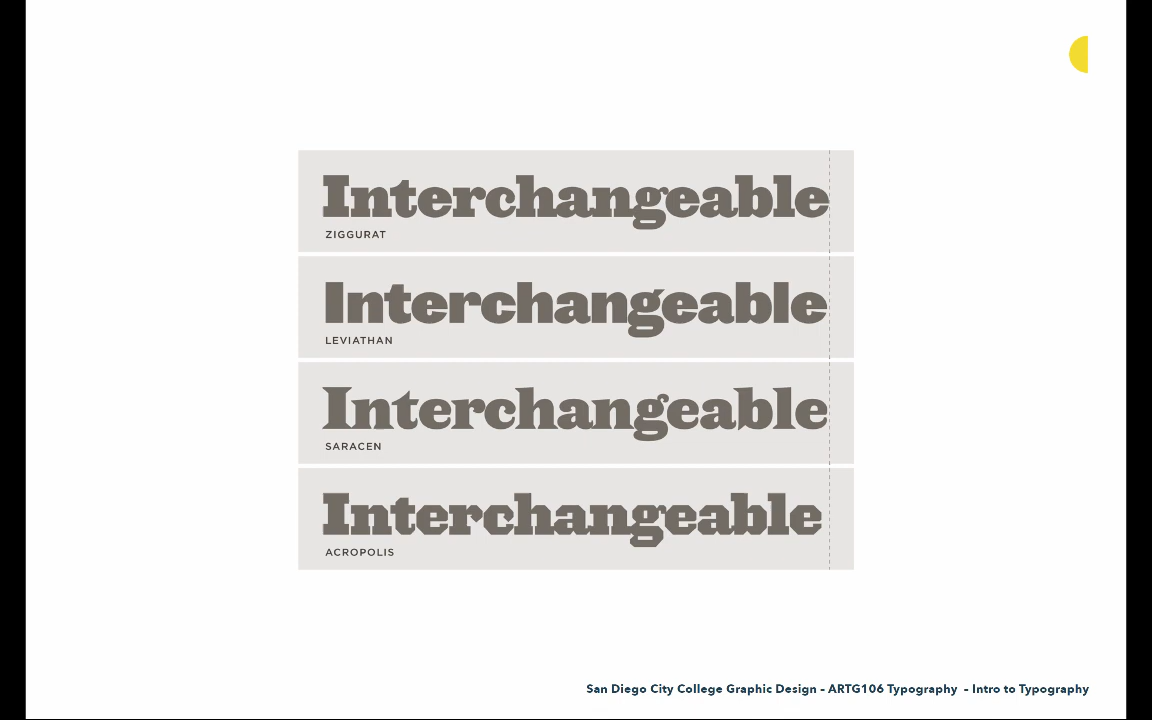 Interchangeable
ZIGGURAT
Interchangeable
LEVIATHAN
Interchangeable
SARACEN
Interchangeable
ACROPOLIS
San Diego City College Graphic Design – ARTG106 Typography – Intro to Typography